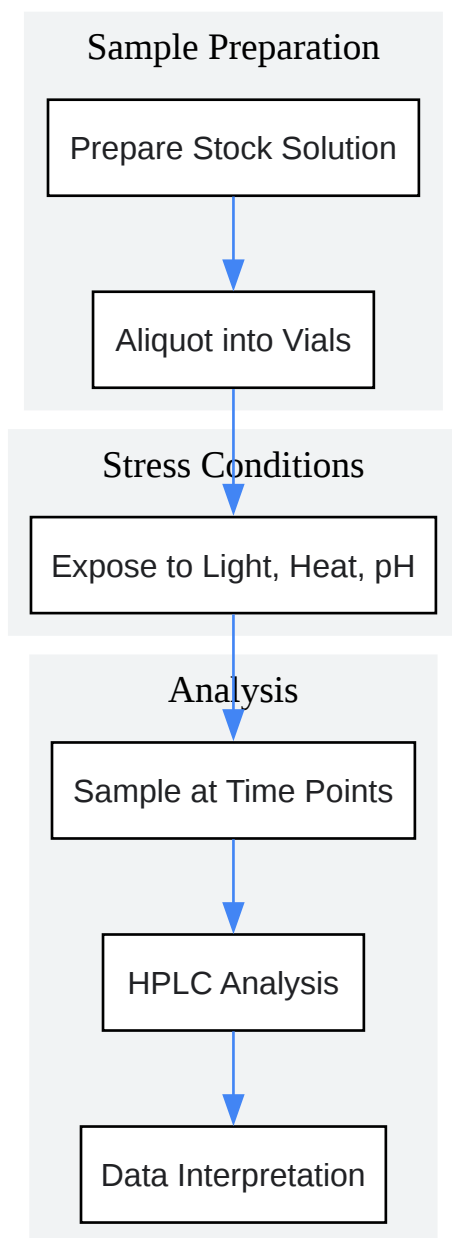 Sample Preparation
Prepare Stock Solution
Aliquot into Vials
Stress Conditions
Expose to Light, Heat, pH
Analysis
Sample at Time Points
HPLC Analysis
Data Interpretation